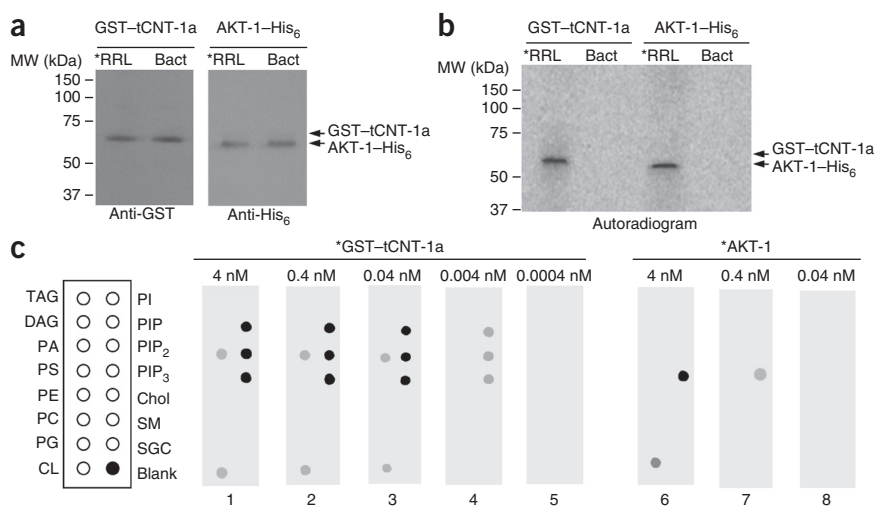 a
GST–tCNT-1a AKT-1–His6
MW (kDa) *RRL Bact *RRL Bact
150
100
75
50
37
GST–tCNT-1a
AKT-1–His6
Anti-GST Anti-His6
b
GST–tCNT-1a AKT-1–His6
MW (kDa) *RRL Bact *RRL Bact
150
100
75
50
37
GST–tCNT-1a
AKT-1–His6
Autoradiogram
c
*GST–tCNT-1a *AKT-1
4 nM 0.4 nM 0.04 nM 0.004 nM 0.0004 nM 4 nM 0.4 nM 0.04 nM
TAG PI
DAG PIP
PA PIP2
PS PIP3
PE Chol
PC SM
PG SGC
CL Blank
1 2 3 4 5 6 7 8